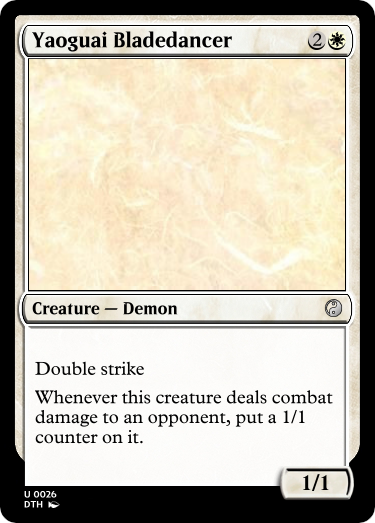 Yaoguai Bladedancer 2
Creature — Demon
Double strike
Whenever this creature deals combat
damage to an opponent, put a 1/1
counter on it.
1/1
U 0026
DTH